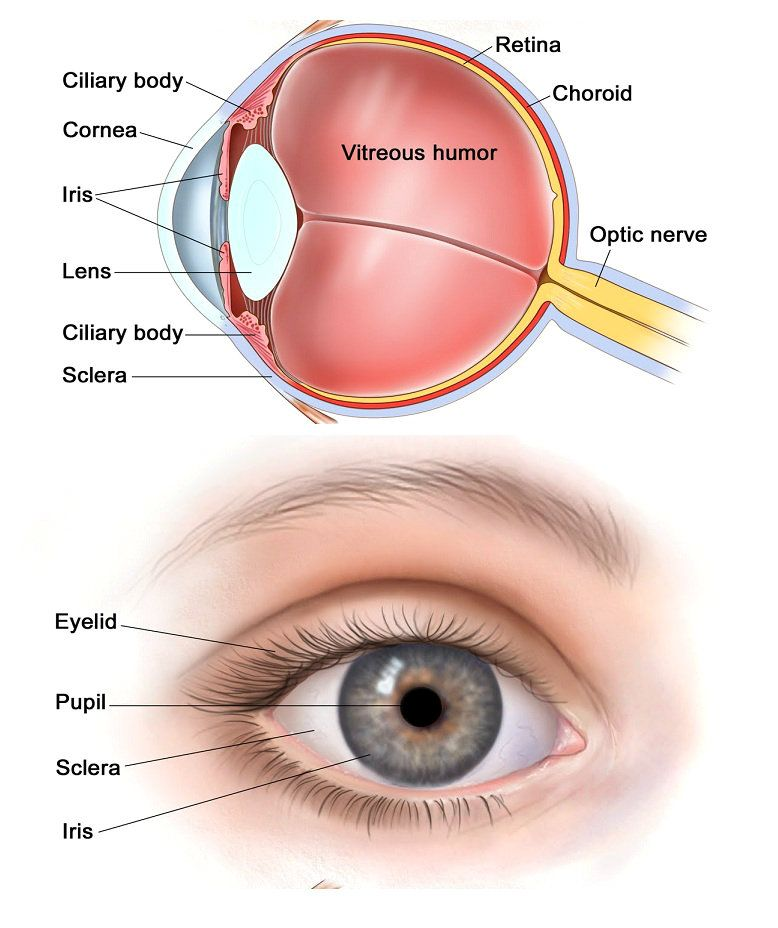 Retina
Ciliary body
Choroid
Cornea
Vitreous humor
Iris
Optic nerve
Lens
Ciliary body
Sclera
Eyelid
Pupil
Sclera
Iris